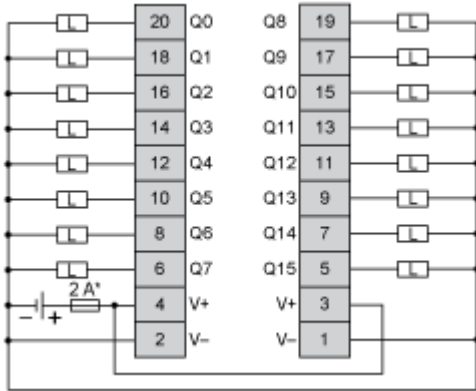 L 20 Q0 Q8 19 L
L 18 Q1 Q9 17 L
L 16 Q2 Q10 15 L
L 14 Q3 Q11 13 L
L 12 Q4 Q12 11 L
L 10 Q5 Q13 9 L
L 8 Q6 Q14 7 L
L 6 Q7 Q15 5 L
− + 2 A* 4 V+ V+ 3
2 V− V− 1